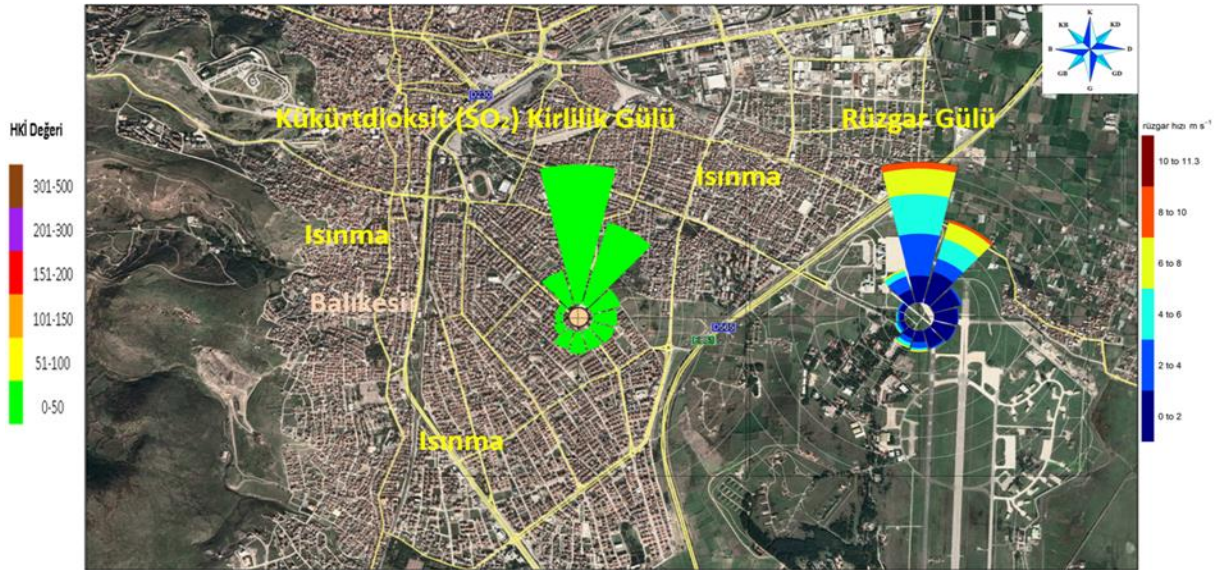 K
KB
KD
B
D
GB
GD
G
D230
HKİ Değeri
Kükürtdioksit (SO₂) Kirlilik Gülü
Rüzgar Gülü
rüzgar hızı m s⁻¹
301-500
201-300
151-200
101-150
51-100
0-50
10 to 11.3
8 to 10
6 to 8
4 to 6
2 to 4
0 to 2
Isınma
Isınma
Balıkesir
D565
Isınma